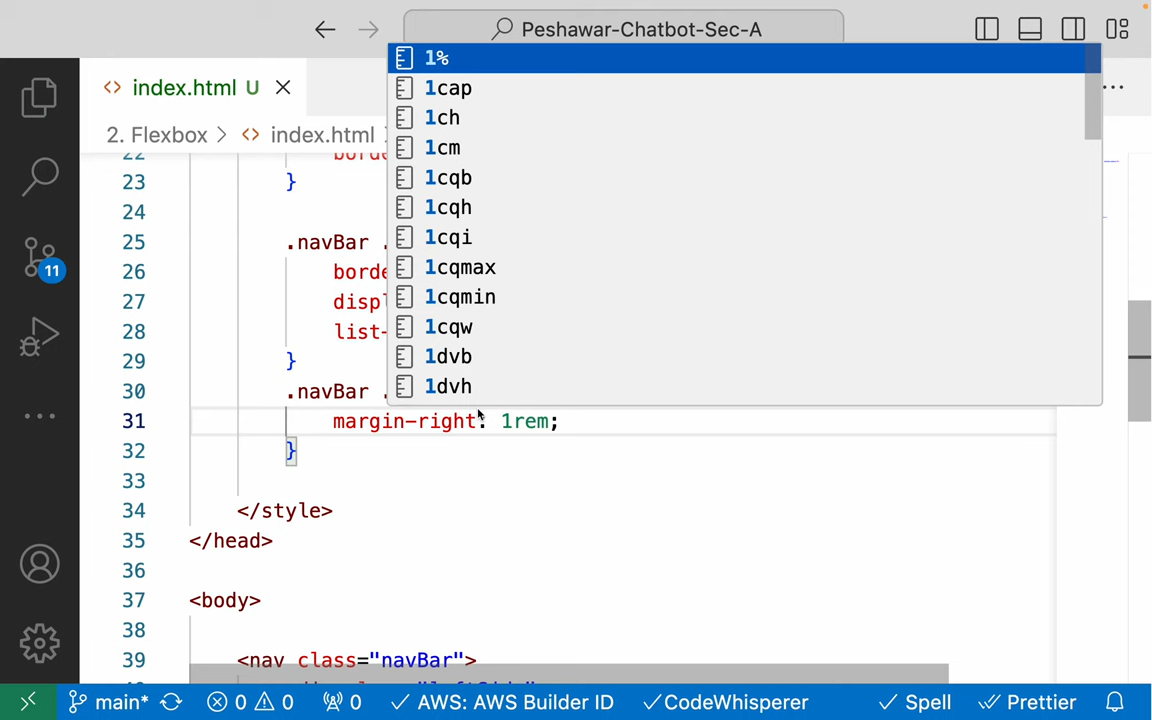 Peshawar-Chatbot-Sec-A
index.html U
2. Flexbox > index.html
1%
1cap
1ch
1cm
1cqb
1cqh
1cqi
1cqmax
1cqmin
1cqw
1dvb
1dvh
22
23 }
24
25 .navBar .
26 borde
27 displ
28 list-
29 }
30 .navBar .
31 margin-right: 1rem;
32 }
33
34 </style>
35 </head>
36
37 <body>
38
39 <nav class="navBar">
11
main* 0 0 0 AWS: AWS Builder ID CodeWhisperer Spell Prettier